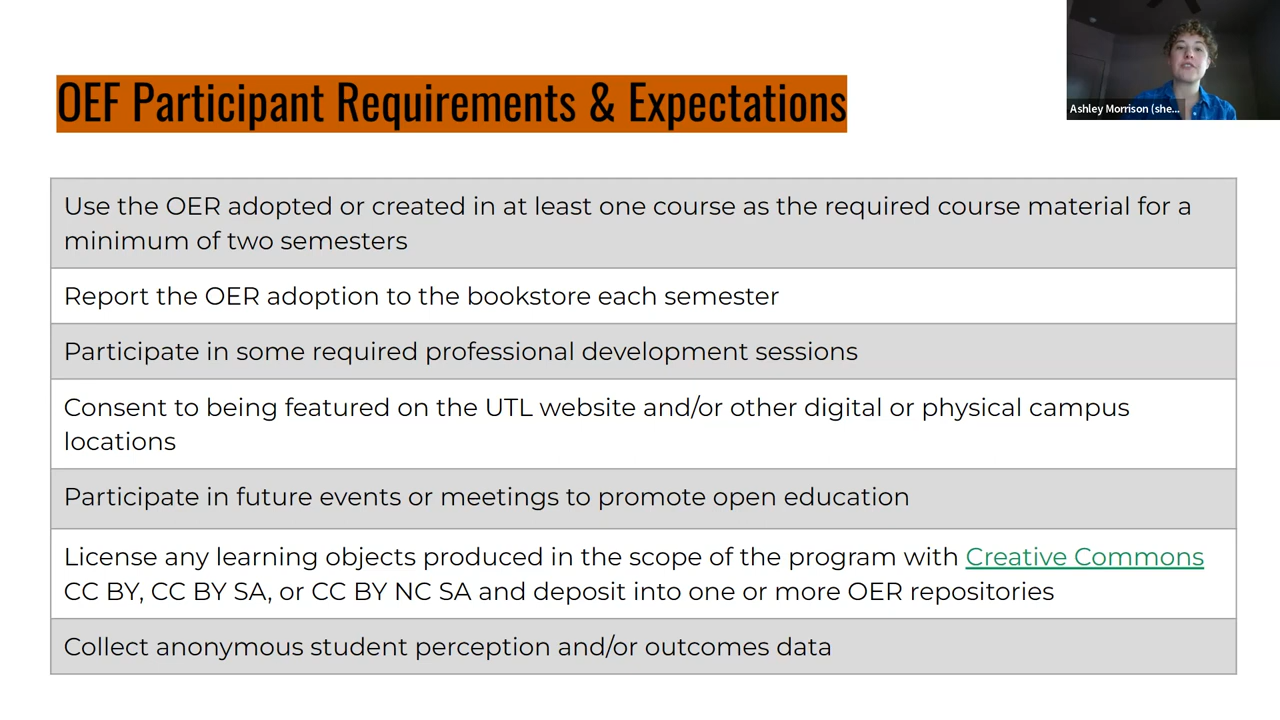 OEF Participant Requirements & Expectations
Ashley Morrison (she...
Use the OER adopted or created in at least one course as the required course material for a
minimum of two semesters
Report the OER adoption to the bookstore each semester
Participate in some required professional development sessions
Consent to being featured on the UTL website and/or other digital or physical campus
locations
Participate in future events or meetings to promote open education
License any learning objects produced in the scope of the program with Creative Commons
CC BY, CC BY SA, or CC BY NC SA and deposit into one or more OER repositories
Collect anonymous student perception and/or outcomes data